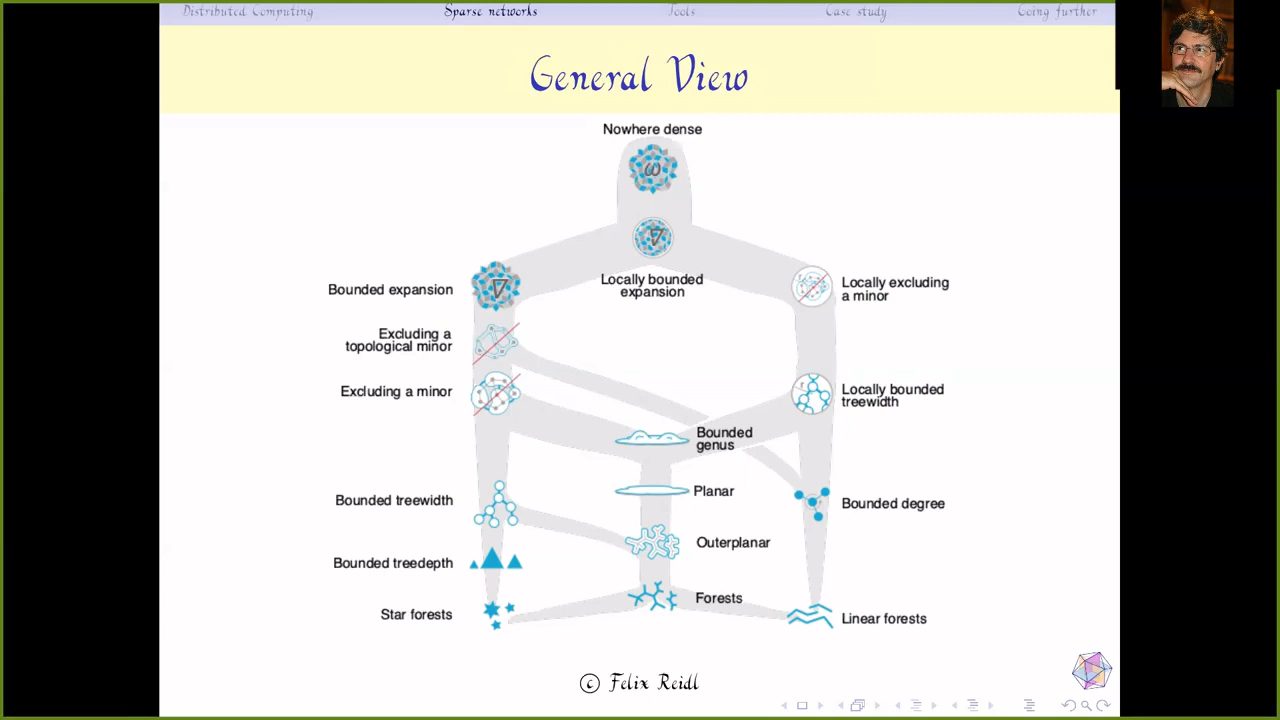 Distributed Computing Sparse networks Tools Case study Going further
General View
Nowhere dense
ω
∇
Locally bounded
expansion
Bounded expansion
∇
Locally excluding
a minor
Excluding a
topological minor
Excluding a minor
Locally bounded
treewidth
r
Bounded
genus
Bounded treewidth
Planar
Bounded degree
Outerplanar
Bounded treedepth
Forests
Star forests
Linear forests
© Felix Reidl